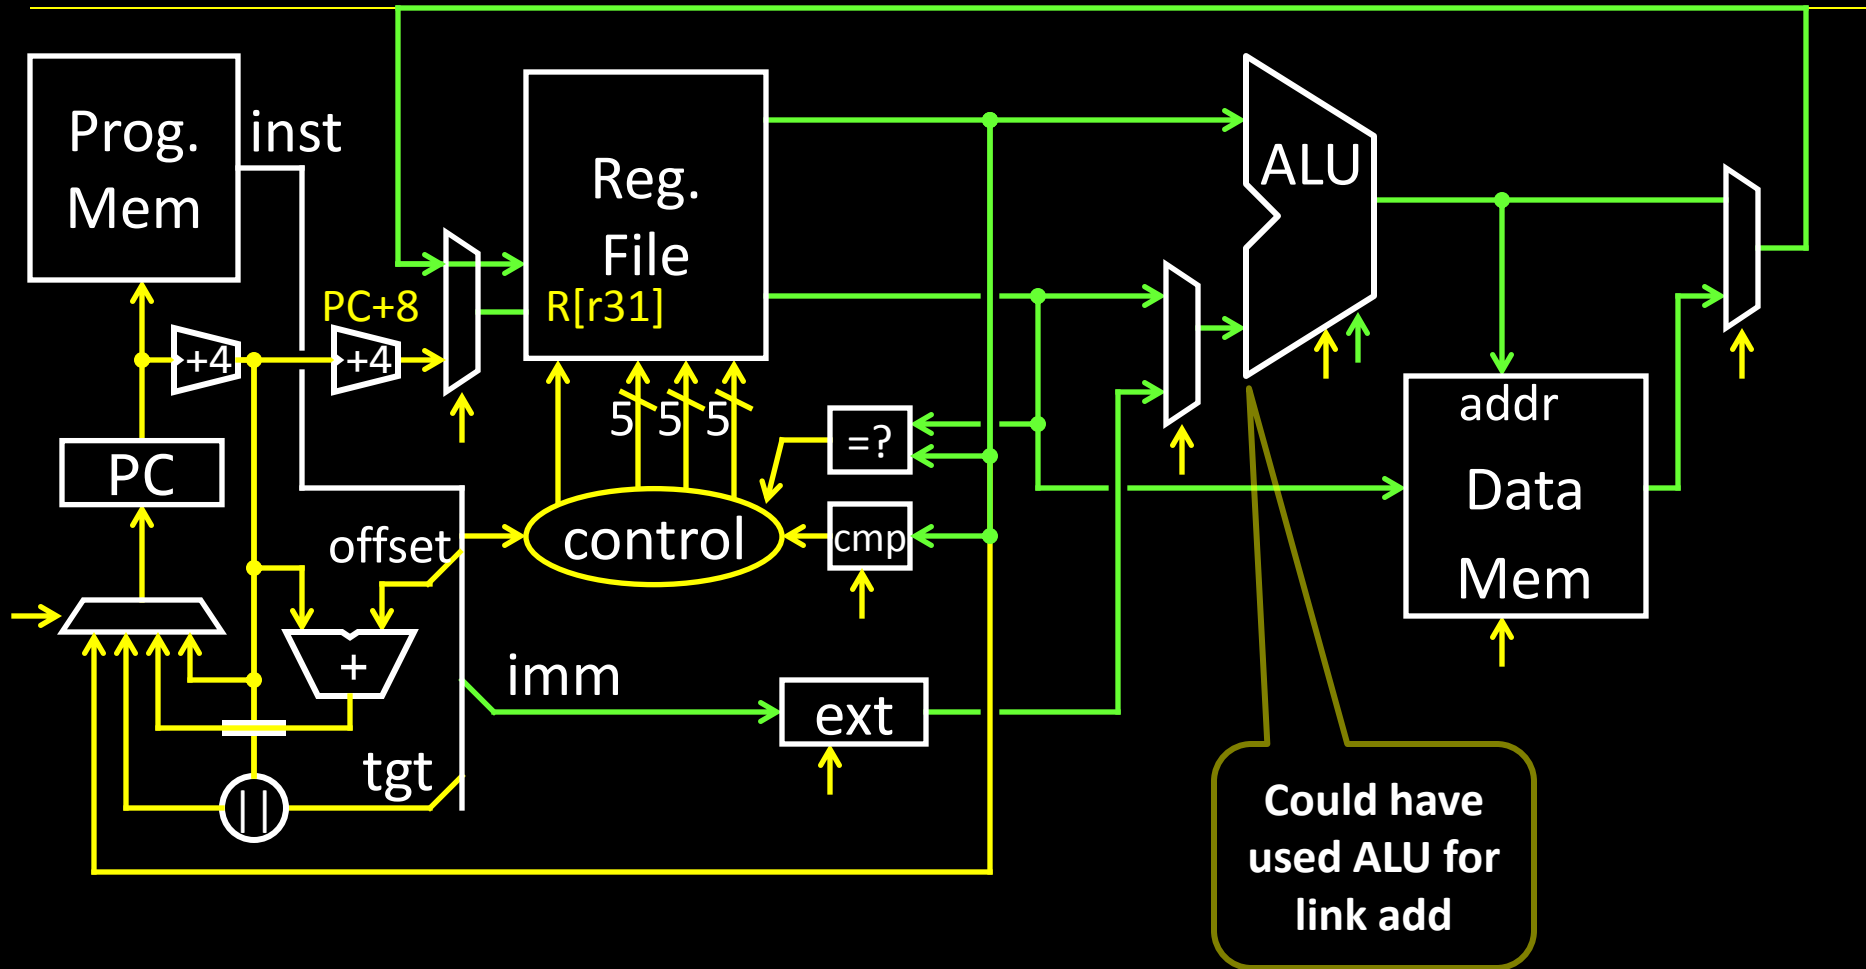 Prog.
Mem
inst
Reg.
File
R[r31]
ALU
PC+8
+4
+4
5 5 5
=?
addr
Data
Mem
PC
offset
control
cmp
+
imm
ext
tgt
||
Could have
used ALU for
link add